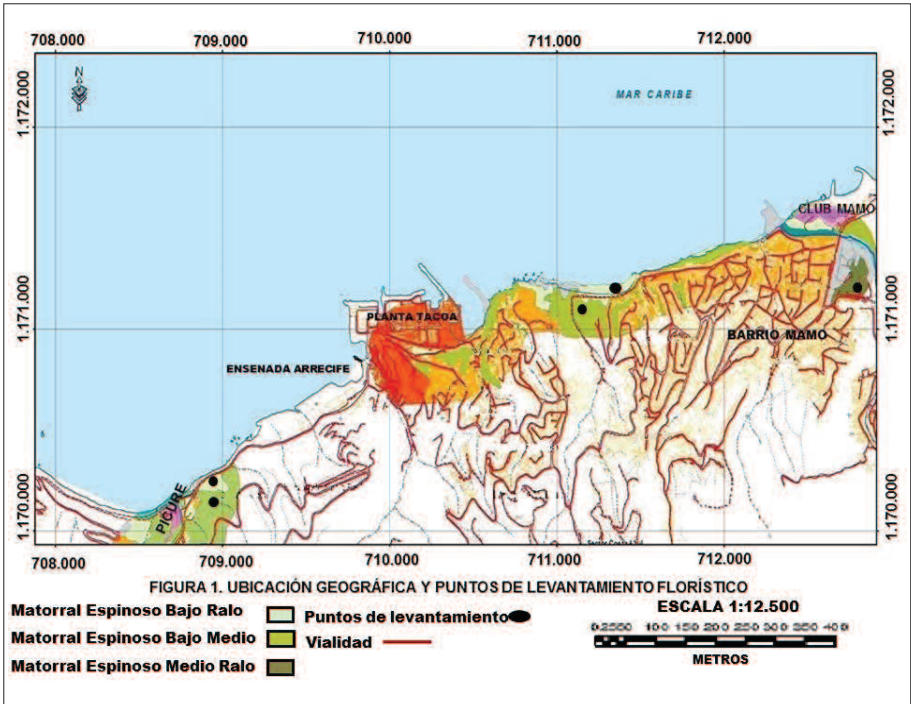 708.000 709.000 710.000 711.000 712.000
N
MAR CARIBE
1.172.000 1.172.000
CLUB MAMO
1.171.000 1.171.000
PLANTA TACOA
BARRIO MAMO
ENSENADA ARRECIFE
PICURE
1.170.000 1.170.000
708.000 709.000 710.000 711.000 712.000
FIGURA 1. UBICACIÓN GEOGRÁFICA Y PUNTOS DE LEVANTAMIENTO FLORÍSTICO
Matorral Espinoso Bajo Ralo
Matorral Espinoso Bajo Medio
Matorral Espinoso Medio Ralo
Puntos de levantamiento
Vialidad
ESCALA 1:12.500
METROS